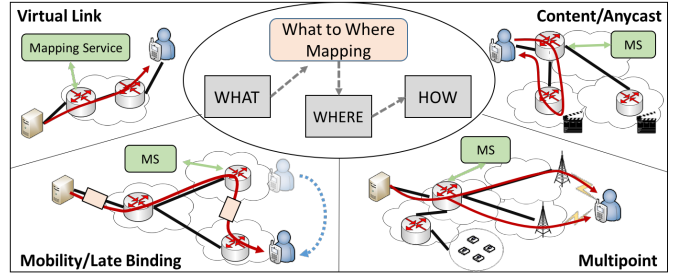 Virtual Link
Mapping Service
What to Where
Mapping
WHAT
WHERE
HOW
Content/Anycast
MS
MS
Mobility/Late Binding
MS
Multipoint